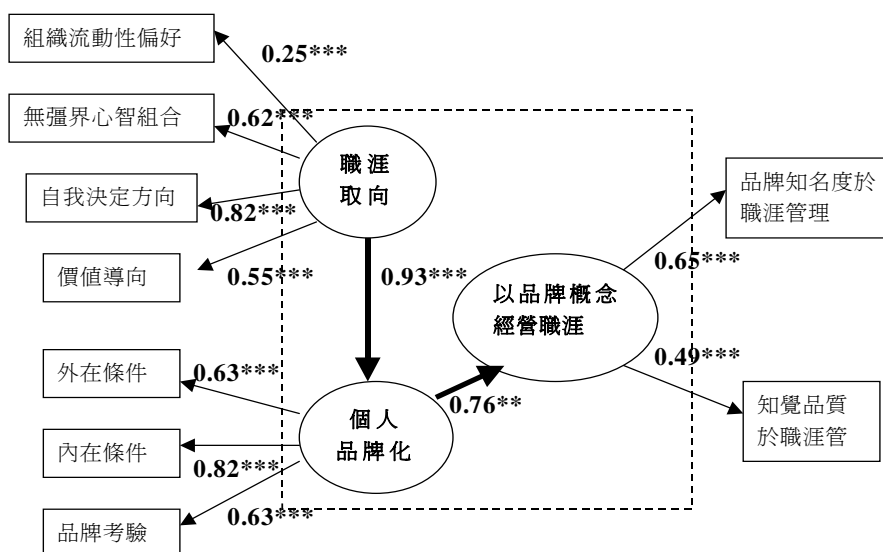 組織流動性偏好
0.25***
無彊界心智組合
0.62***
職涯
取向
自我決定方向
0.82***
價值導向
0.55***
0.93***
品牌知名度於
職涯管理
0.65***
以品牌概念
經營職涯
0.49***
外在條件
0.63***
個人
品牌化
0.76**
知覺品質
於職涯管
內在條件
0.82***
品牌考驗
0.63***